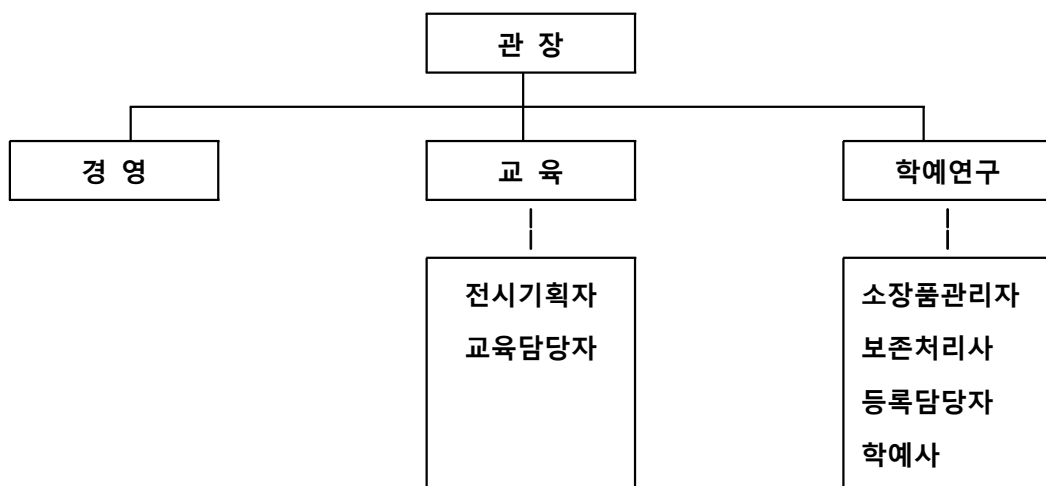 관 장
경 영
교 육
학예연구
전시기획자
교육담당자
소장품관리자
보존처리사
등록담당자
학예사